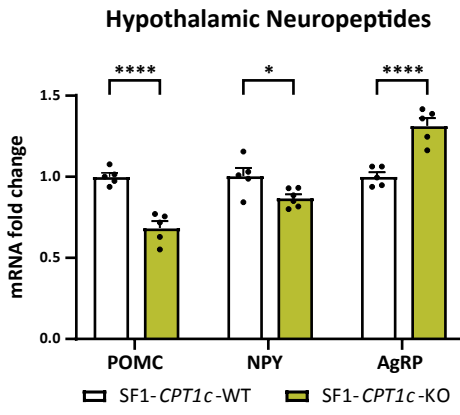 Hypothalamic Neuropeptides
**** * ****
mRNA fold change
1.5
1.0
0.5
0.0
POMC NPY AgRP
SF1-CPT1c-WT SF1-CPT1c-KO